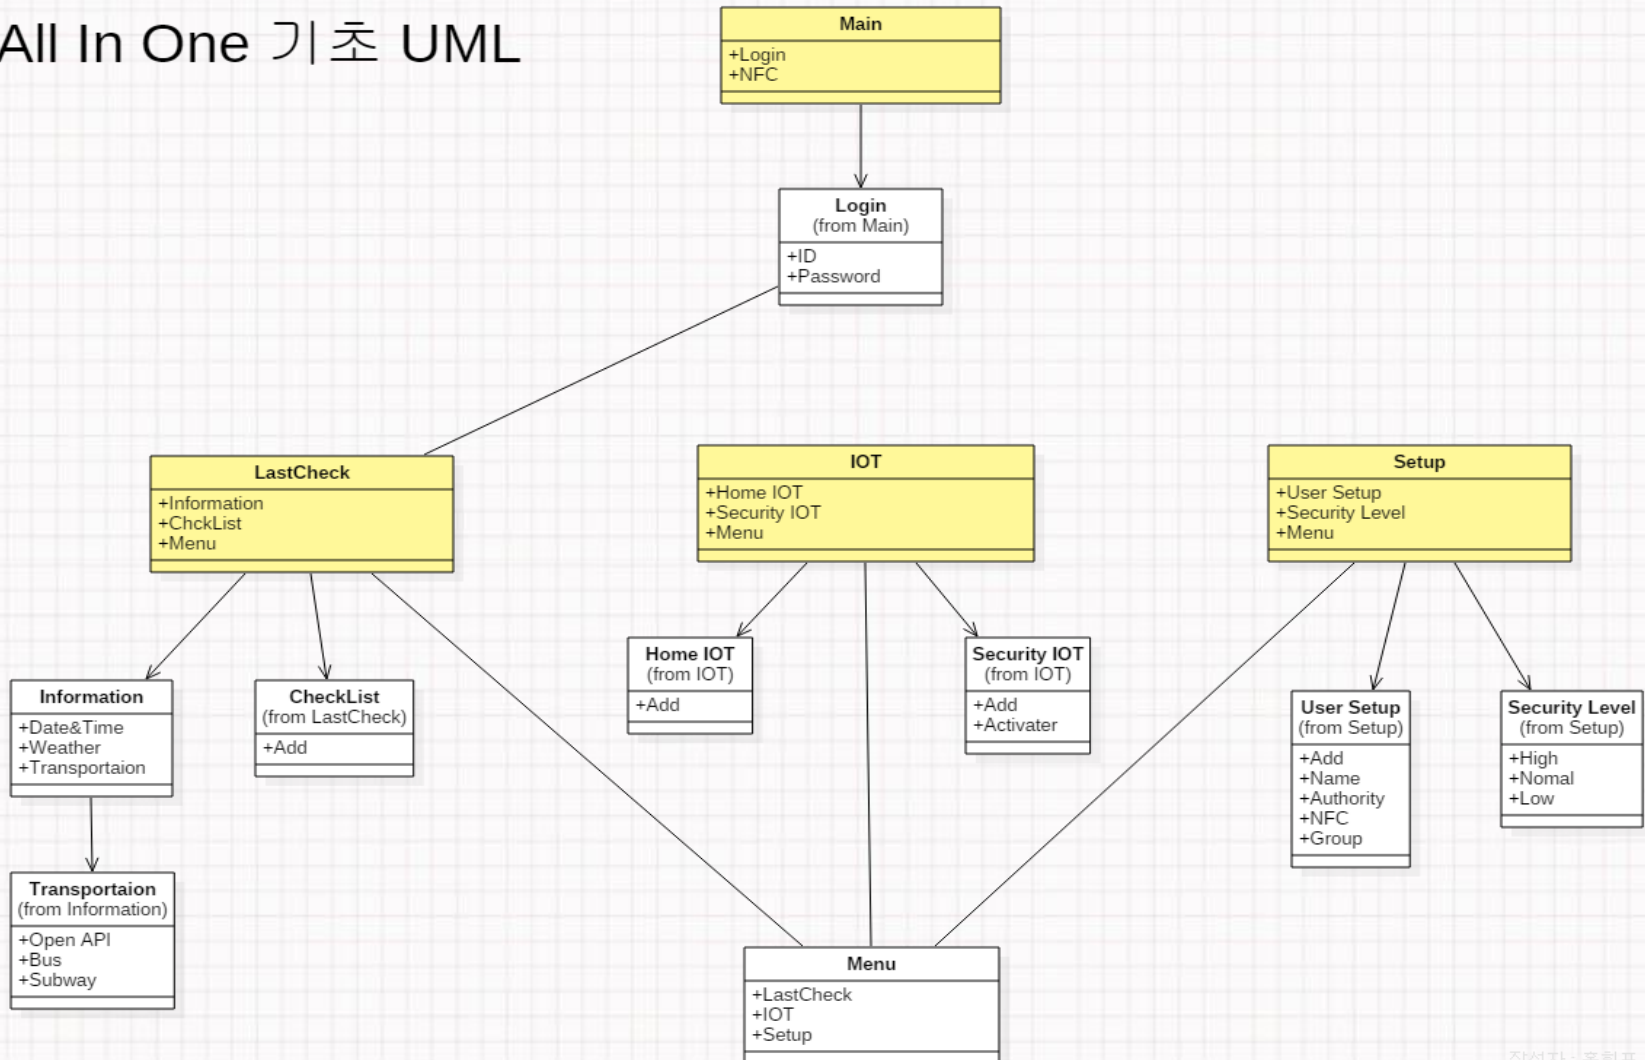 All In One 기초 UML
Main
+Login
+NFC
Login
(from Main)
+ID
+Password
LastCheck
+Information
+ChckList
+Menu
IOT
+Home IOT
+Security IOT
+Menu
Setup
+User Setup
+Security Level
+Menu
Information
+Date&Time
+Weather
+Transportaion
CheckList
(from LastCheck)
+Add
Home IOT
(from IOT)
+Add
Security IOT
(from IOT)
+Add
+Activater
User Setup
(from Setup)
+Add
+Name
+Authority
+NFC
+Group
Security Level
(from Setup)
+High
+Nomal
+Low
Transportaion
(from Information)
+Open API
+Bus
+Subway
Menu
+LastCheck
+IOT
+Setup